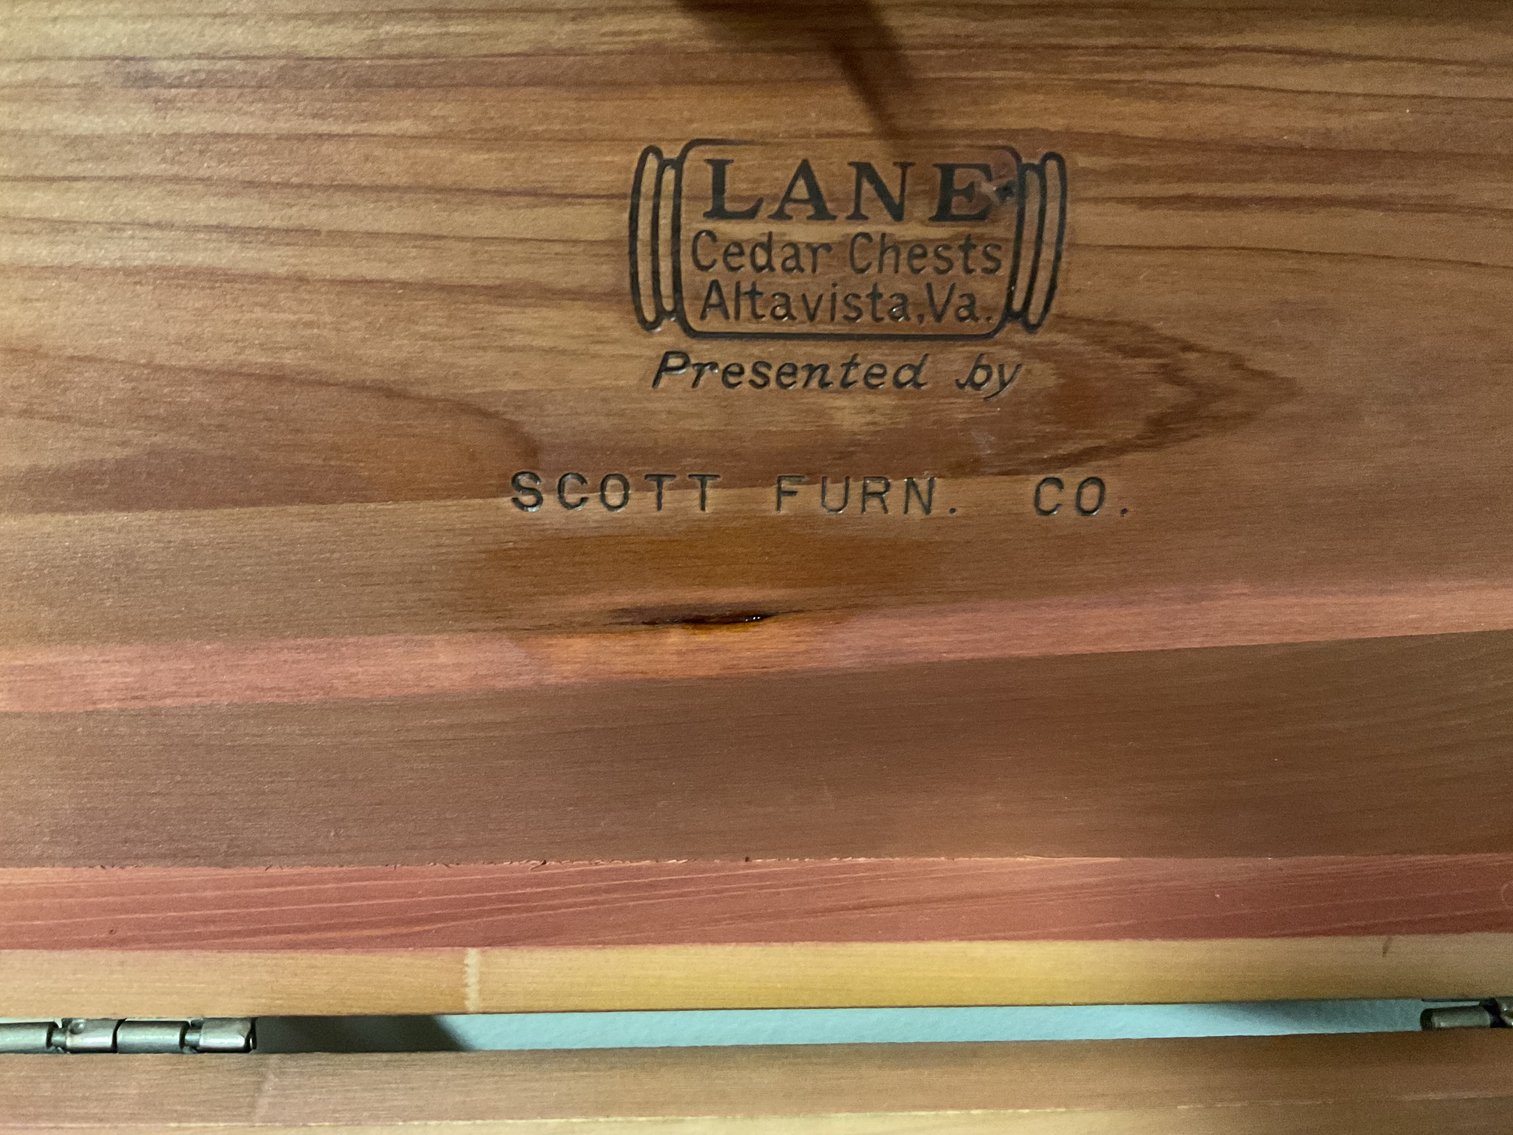 LANE
Cedar Chests
Altavista, Va.
Presented by
SCOTT FURN. CO.